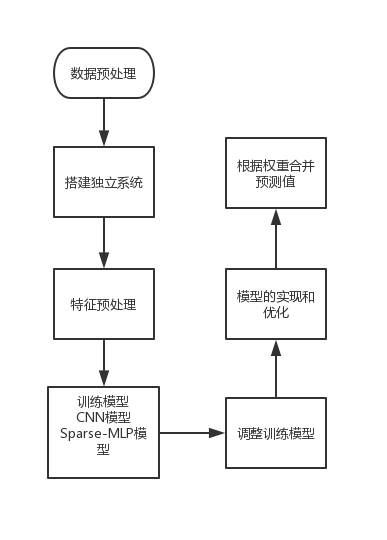 数据预处理
搭建独立系统
特征预处理
训练模型
CNN模型
Sparse-MLP模
型
调整训练模型
模型的实现和
优化
根据权重合并
预测值